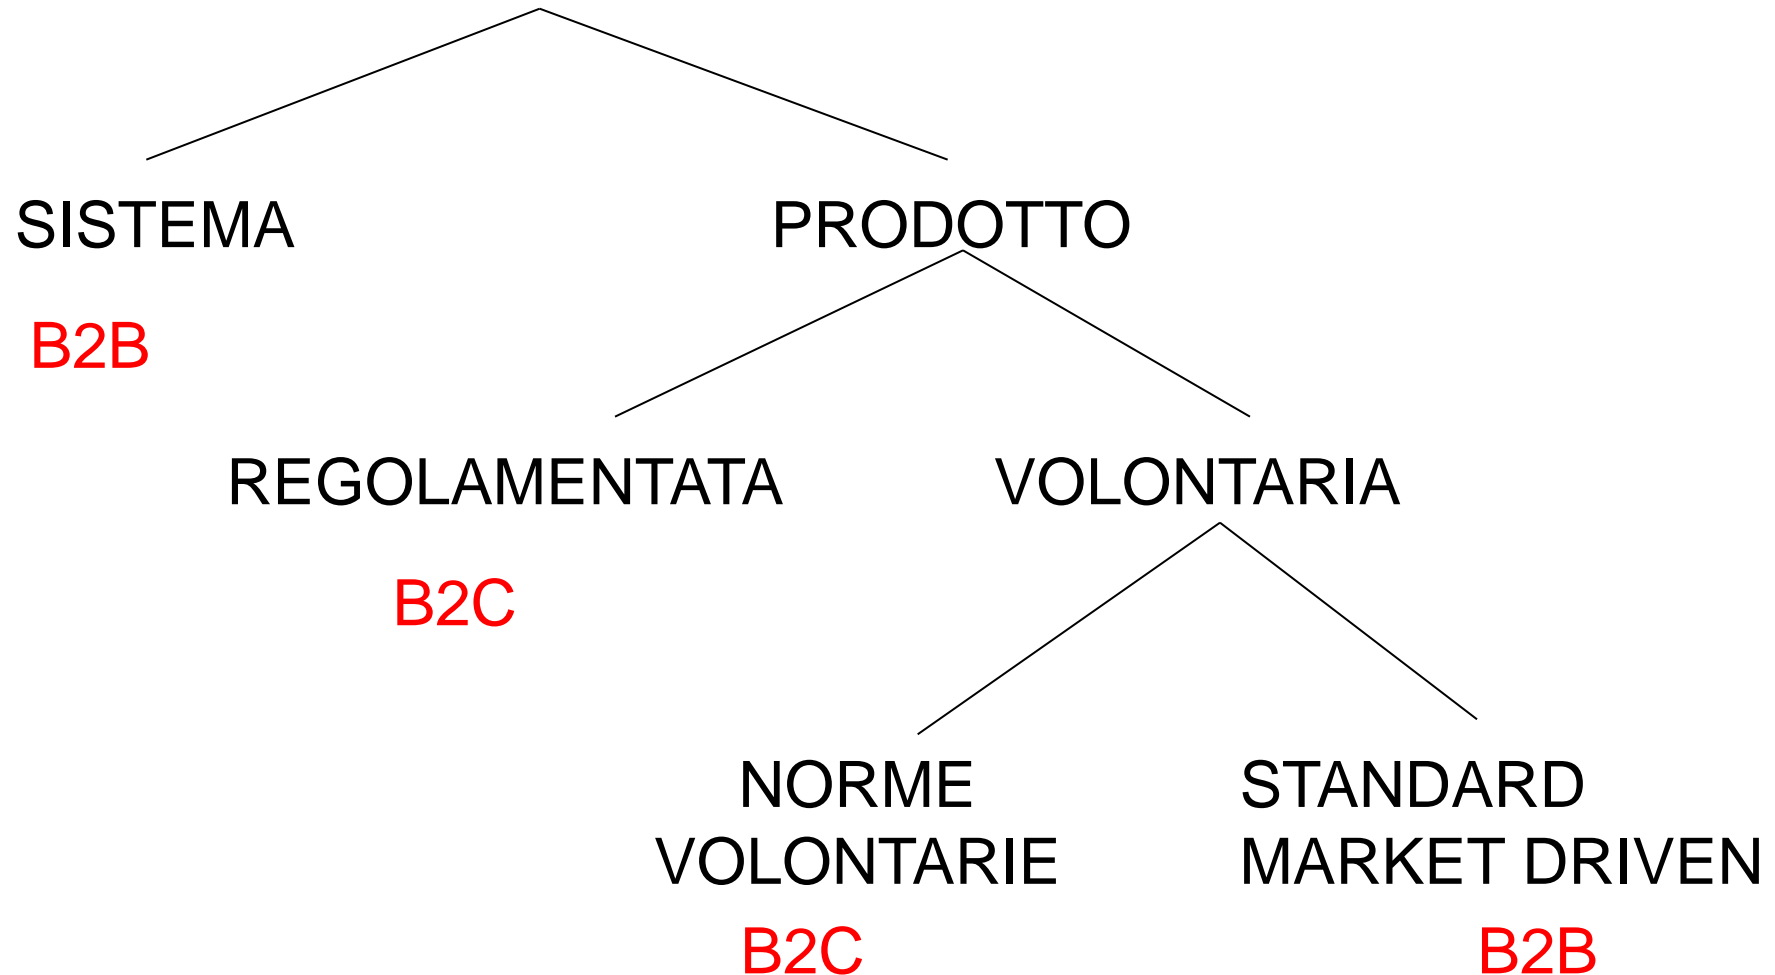 SISTEMA
PRODOTTO
B2B
REGOLAMENTATA
VOLONTARIA
B2C
NORME
VOLONTARIE
STANDARD
MARKET DRIVEN
B2C
B2B